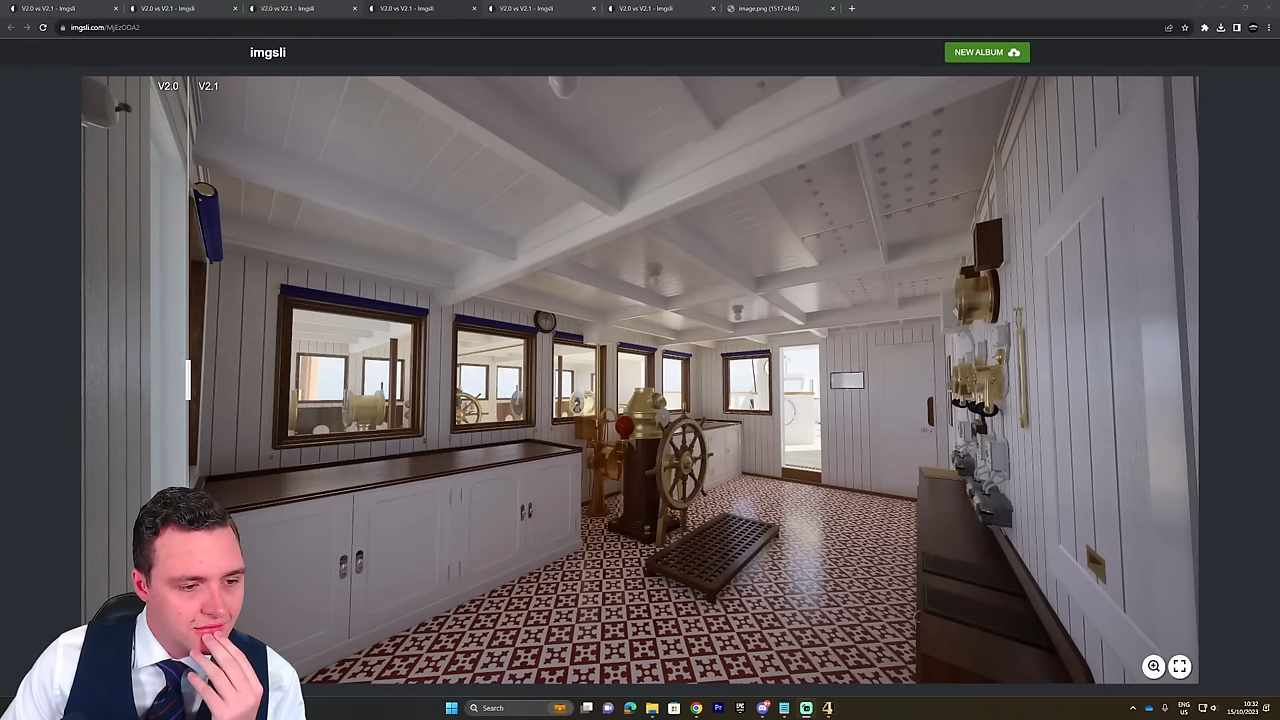 V2.0 vs V2.1 - Imgsli
V2.0 vs V2.1 - Imgsli
V2.0 vs V2.1 - Imgsli
V2.0 vs V2.1 - Imgsli
V2.0 vs V2.1 - Imgsli
V2.0 vs V2.1 - Imgsli
image.png (1517×843)
imgsli.com/MjEzODA2
imgsli
NEW ALBUM
V2.0
V2.1
Search
ENG
US
10:32
15/10/2023